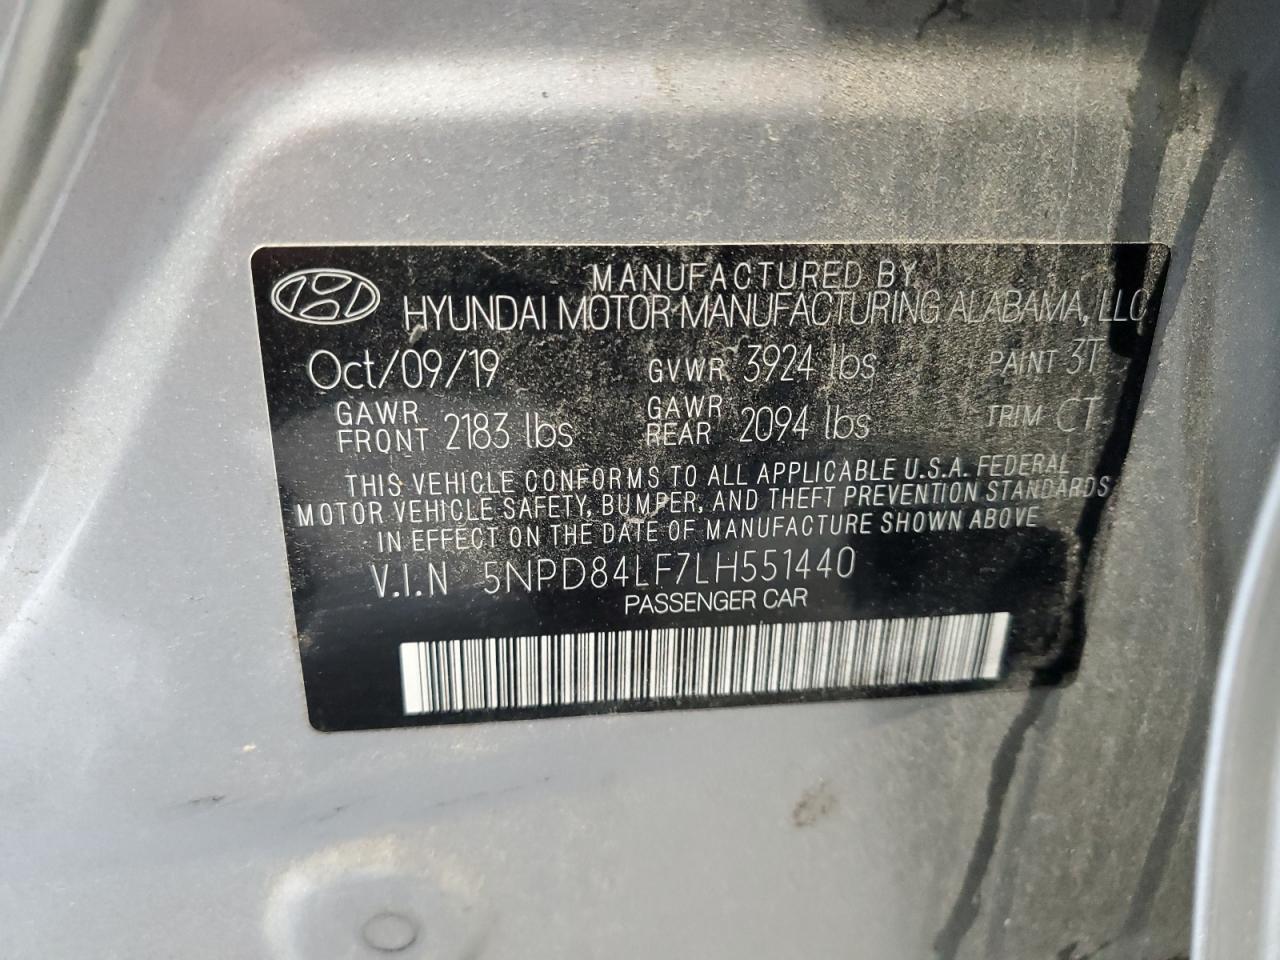 MANUFACTURED BY
HYUNDAI MOTOR MANUFACTURING ALABAMA, LLC
Oct/09/19 GVWR 3924 lbs PAINT 3T
GAWR FRONT 2183 lbs GAWR REAR 2094 lbs TRIM CT
THIS VEHICLE CONFORMS TO ALL APPLICABLE U.S.A. FEDERAL
MOTOR VEHICLE SAFETY, BUMPER, AND THEFT PREVENTION STANDARDS
IN EFFECT ON THE DATE OF MANUFACTURE SHOWN ABOVE
V.I.N 5NPD84LF7LH551440
PASSENGER CAR